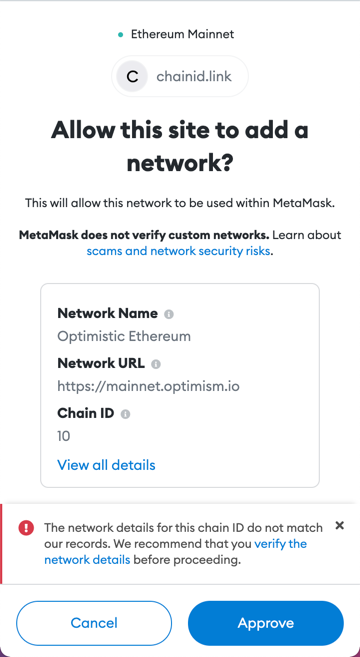 Ethereum Mainnet
C chainid.link
Allow this site to add a
network?
This will allow this network to be used within MetaMask.
MetaMask does not verify custom networks. Learn about
scams and network security risks.
Network Name
Optimistic Ethereum
Network URL
https://mainnet.optimism.io
Chain ID
10
View all details
The network details for this chain ID do not match
our records. We recommend that you verify the
network details before proceeding.
Cancel Approve